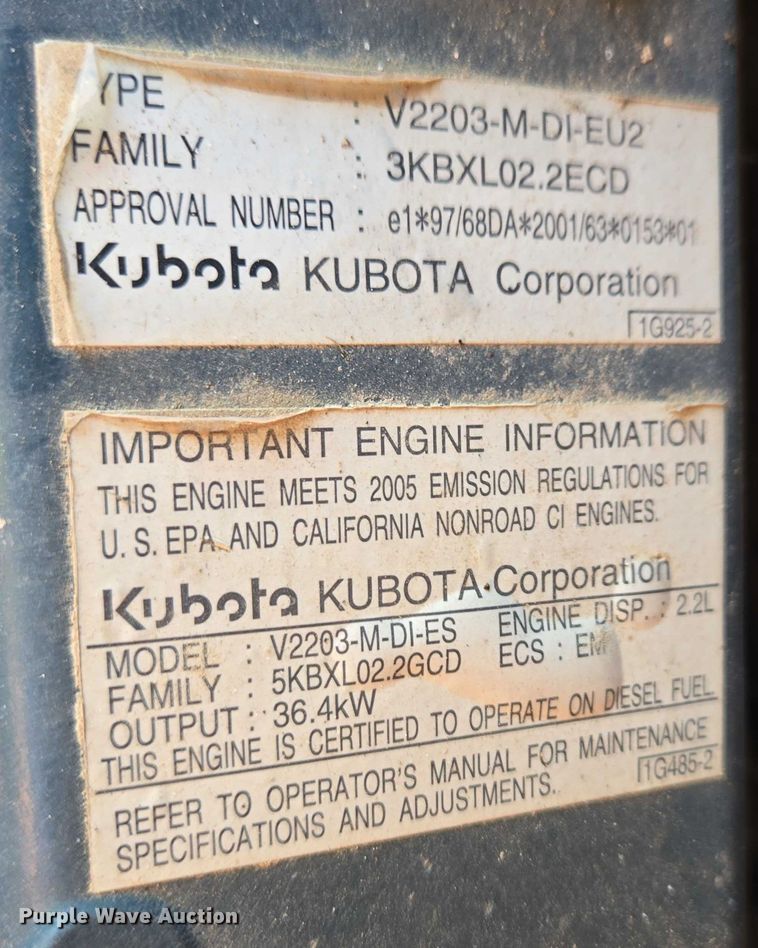 YPE : V2203-M-DI-EU2
FAMILY : 3KBXL02.2ECD
APPROVAL NUMBER : e1*97/68DA*2001/63*0153*01
Kubota KUBOTA Corporation
1G925-2
IMPORTANT ENGINE INFORMATION
THIS ENGINE MEETS 2005 EMISSION REGULATIONS FOR
U.S. EPA AND CALIFORNIA NONROAD CI ENGINES.
Kubota KUBOTA Corporation
MODEL : V2203-M-DI-ES ENGINE DISP. : 2.2L
FAMILY : 5KBXL02.2GCD ECS : EM
OUTPUT : 36.4kW
THIS ENGINE IS CERTIFIED TO OPERATE ON DIESEL FUEL
REFER TO OPERATOR'S MANUAL FOR MAINTENANCE
SPECIFICATIONS AND ADJUSTMENTS.
1G485-2
Purple Wave Auction